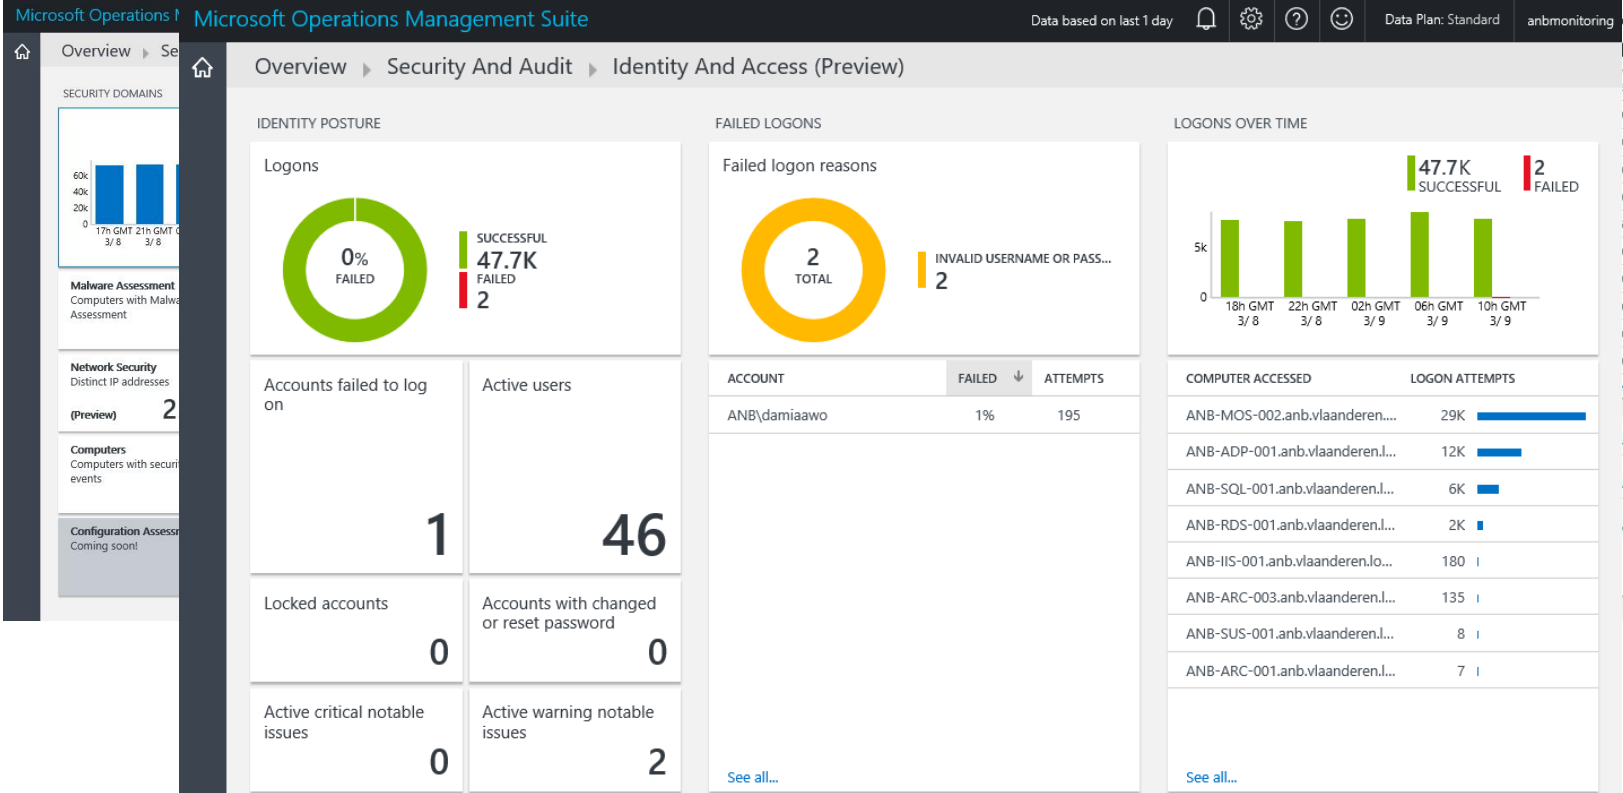 Microsoft Operations
Overview Se
SECURITY DOMAINS
60k
40k
20k
0
17h GMT 21h GMT
3/ 8 3/ 8
Malware Assessment
Computers with Malwa
Assessment
Network Security
Distinct IP addresses
(Preview) 2
Computers
Computers with securit
events
Configuration Assessm
Coming soon!
Microsoft Operations Management Suite
Data based on last 1 day
Data Plan: Standard
anbmonitoring
Overview Security And Audit Identity And Access (Preview)
IDENTITY POSTURE
Logons
0%
FAILED
SUCCESSFUL
47.7K
FAILED
2
Accounts failed to log
on
1
Active users
46
Locked accounts
0
Accounts with changed
or reset password
0
Active critical notable
issues
0
Active warning notable
issues
2
FAILED LOGONS
Failed logon reasons
2
TOTAL
INVALID USERNAME OR PASS...
2
ACCOUNT FAILED ATTEMPTS
ANB\damiaawo 1% 195
See all...
LOGONS OVER TIME
47.7K
SUCCESSFUL
2
FAILED
5k
0
18h GMT 22h GMT 02h GMT 06h GMT 10h GMT
3/ 8 3/ 8 3/ 9 3/ 9 3/ 9
COMPUTER ACCESSED LOGON ATTEMPTS
ANB-MOS-002.anb.vlaanderen.... 29K
ANB-ADP-001.anb.vlaanderen.l... 12K
ANB-SQL-001.anb.vlaanderen.l... 6K
ANB-RDS-001.anb.vlaanderen.l... 2K
ANB-IIS-001.anb.vlaanderen.lo... 180
ANB-ARC-003.anb.vlaanderen.l... 135
ANB-SUS-001.anb.vlaanderen.l... 8
ANB-ARC-001.anb.vlaanderen.l... 7
See all...